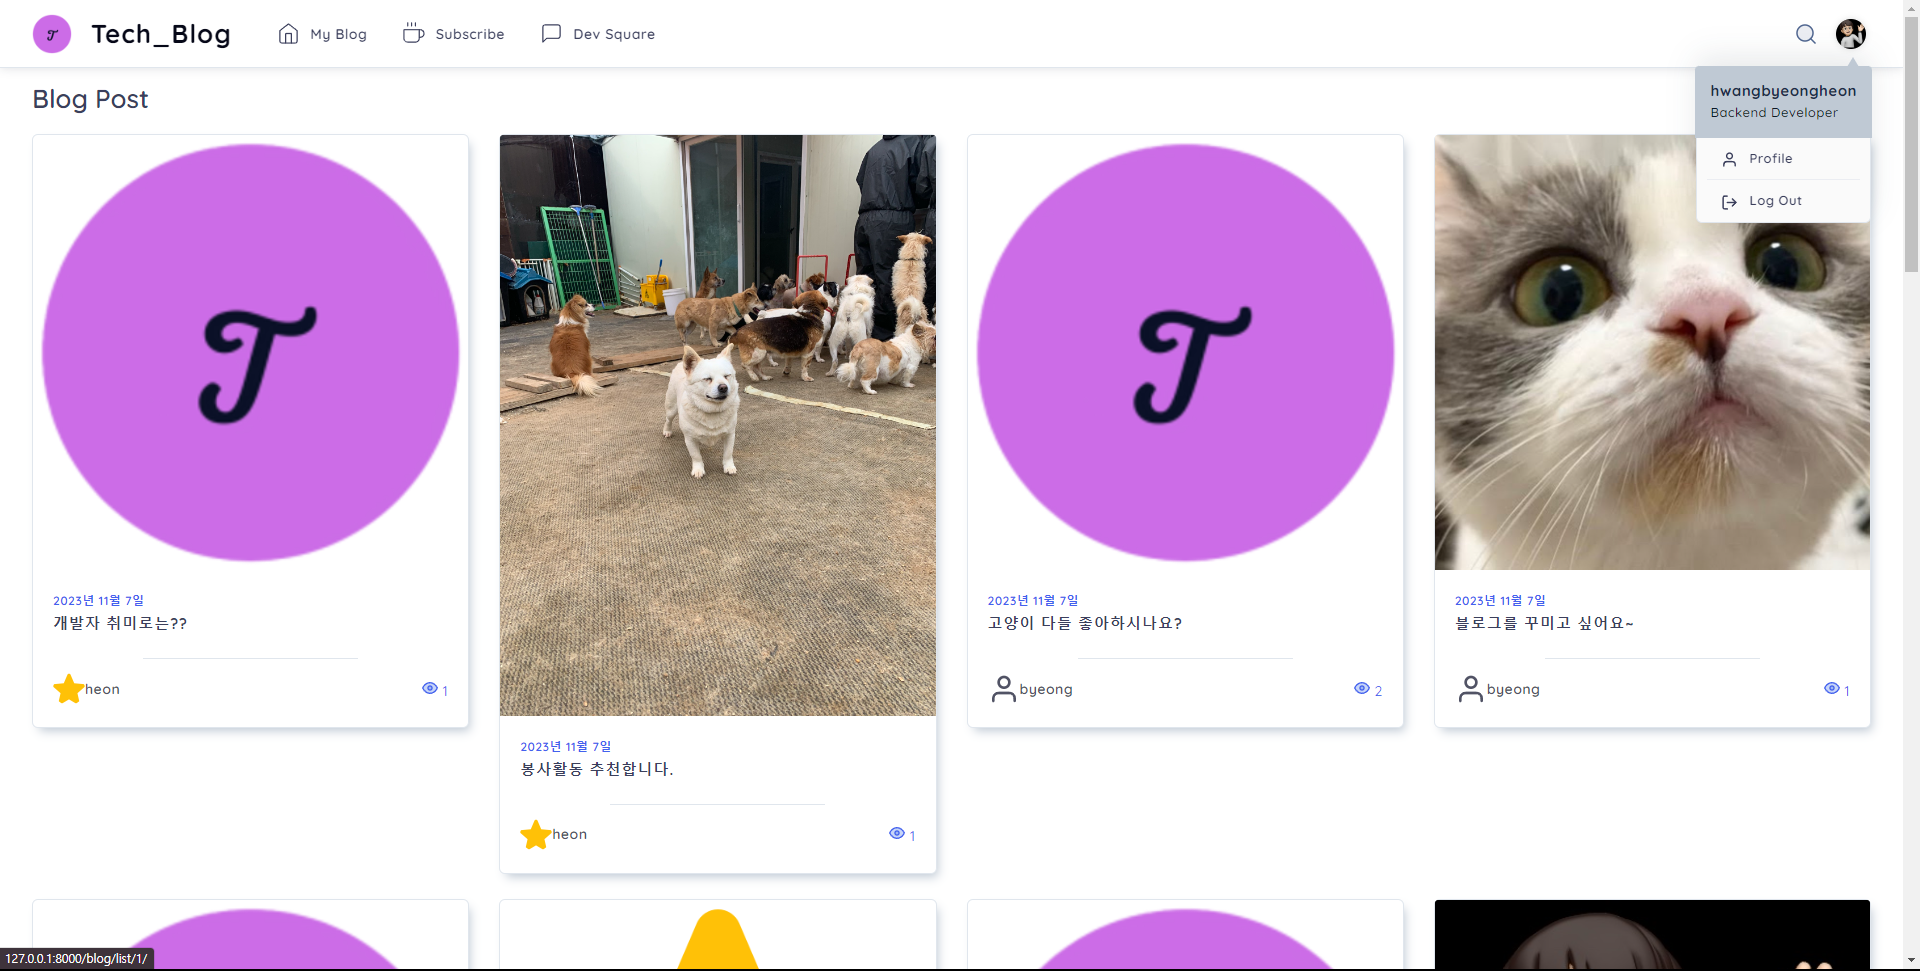 T
Tech_Blog
My Blog
Subscribe
Dev Square
hwangbyeongheon
Backend Developer
Profile
Log Out
Blog Post
T
2023년 11월 7일
개발자 취미로는??
heon
1
2023년 11월 7일
봉사활동 추천합니다.
heon
1
T
2023년 11월 7일
고양이 다들 좋아하시나요?
byeong
2
2023년 11월 7일
블로그를 꾸미고 싶어요~
byeong
1
127.0.0.1:8000/blog/list/1/